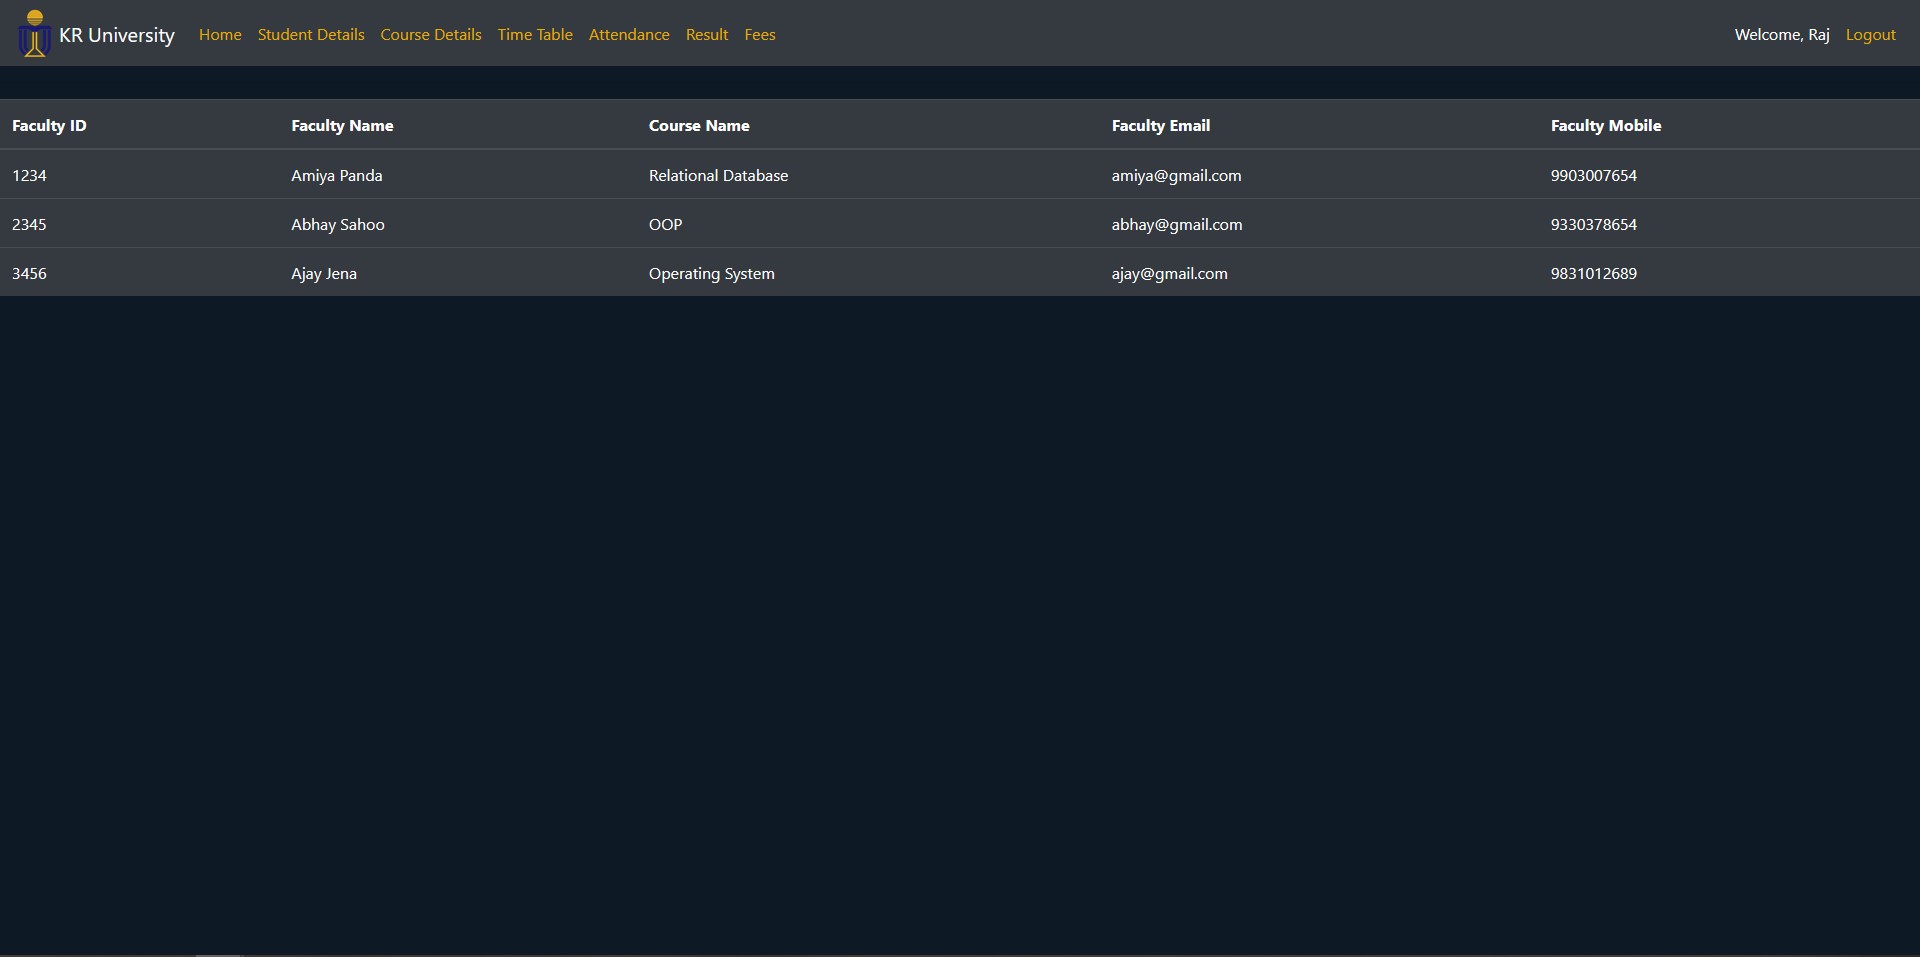 KR University Home Student Details Course Details Time Table Attendance Result Fees Welcome, Raj Logout
Faculty ID Faculty Name Course Name Faculty Email Faculty Mobile
1234 Amiya Panda Relational Database amiya@gmail.com 9903007654
2345 Abhay Sahoo OOP abhay@gmail.com 9330378654
3456 Ajay Jena Operating System ajay@gmail.com 9831012689